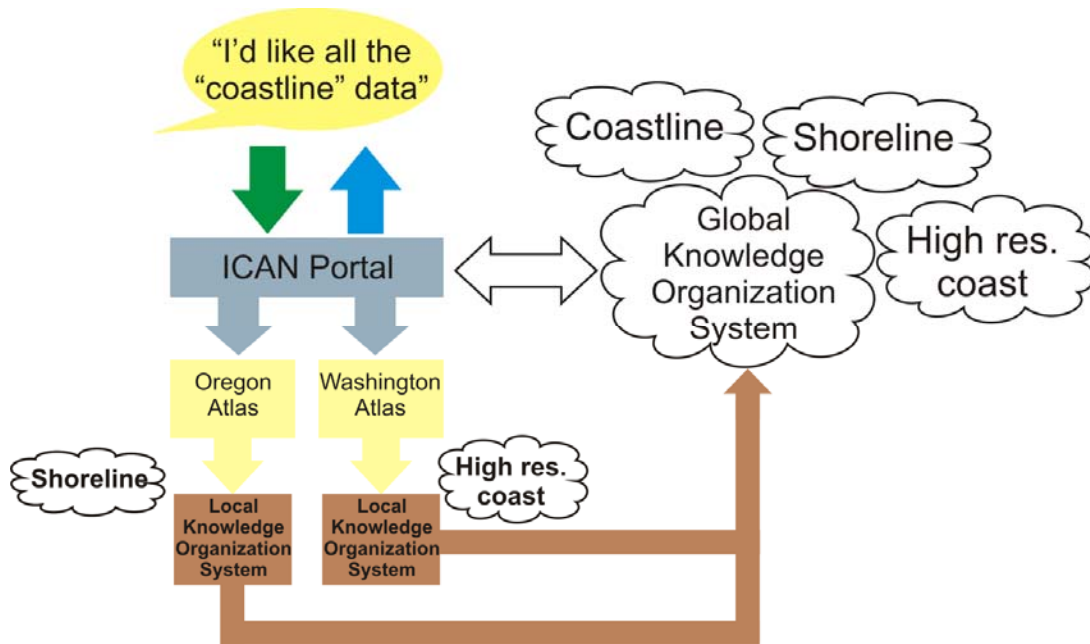 “I’d like all the
“coastline” data”
Coastline
Shoreline
Global
Knowledge
Organization
System
High res.
coast
ICAN Portal
Oregon
Atlas
Washington
Atlas
Shoreline
High res.
coast
Local
Knowledge
Organization
System
Local
Knowledge
Organization
System